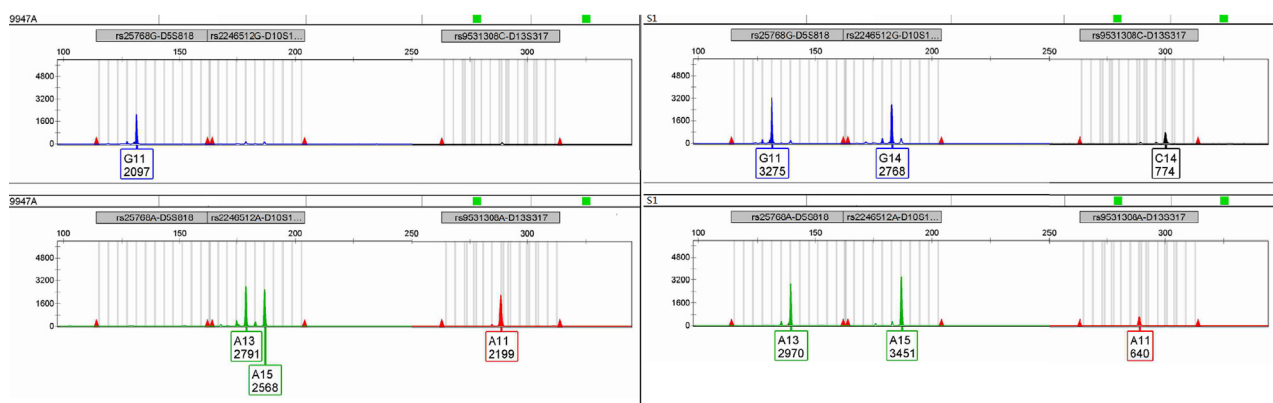 9947A
rs25768G-D5S818 rs2246512G-D10S1... rs9531308C-D13S317
100 150 200 250 300
4800
3200
1600
0
G11
2097
S1
rs25768G-D5S818 rs2246512G-D10S1... rs9531308C-D13S317
100 150 200 250 300
4800
3200
1600
0
G11
3275
G14
2768
C14
774
9947A
rs25768A-D5S818 rs2246512A-D10S1... rs9531308A-D13S317
100 150 200 250 300
4800
3200
1600
0
A13
2791
A15
2568
A11
2199
S1
rs25768A-D5S818 rs2246512A-D10S1... rs9531308A-D13S317
100 150 200 250 300
4800
3200
1600
0
A13
2970
A15
3451
A11
640